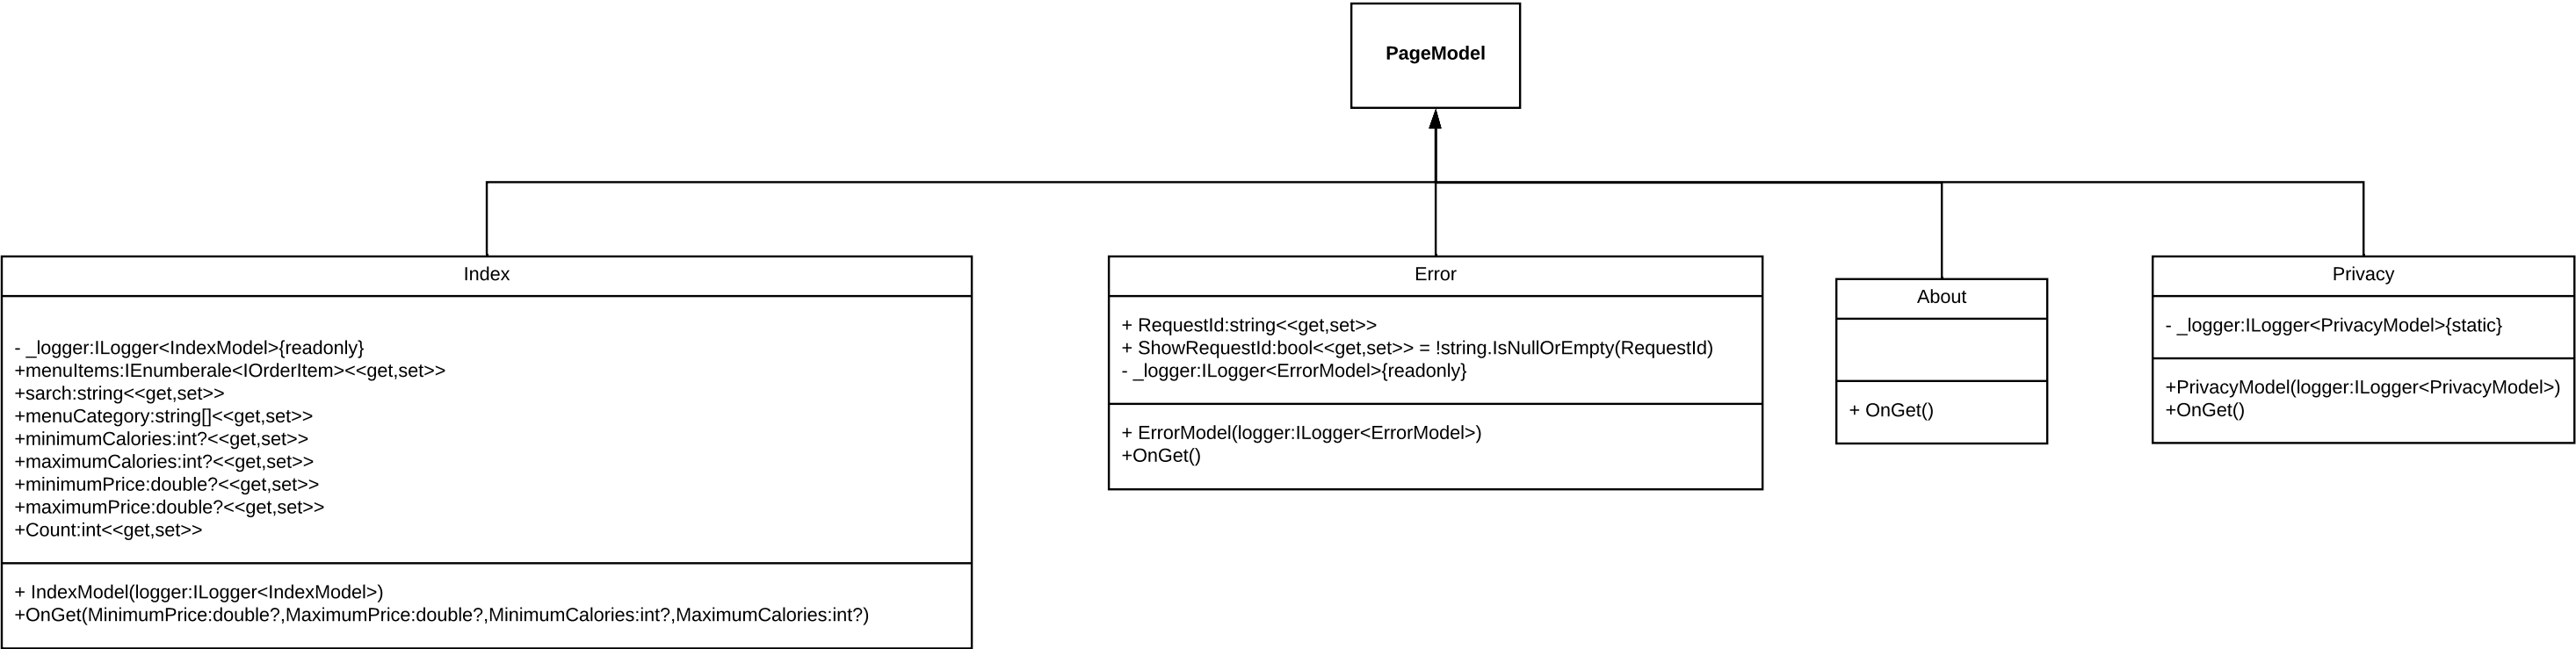 PageModel
Index
- _logger:ILogger<IndexModel>{readonly}
+menuItems:IEnumberale<IOrderItem><<get,set>>
+sarch:string<<get,set>>
+menuCategory:string[]<<get,set>>
+minimumCalories:int?<<get,set>>
+maximumCalories:int?<<get,set>>
+minimumPrice:double?<<get,set>>
+maximumPrice:double?<<get,set>>
+Count:int<<get,set>>
+ IndexModel(logger:ILogger<IndexModel>)
+OnGet(MinimumPrice:double?,MaximumPrice:double?,MinimumCalories:int?,MaximumCalories:int?)
Error
+ RequestId:string<<get,set>>
+ ShowRequestId:bool<<get,set>> = !string.IsNullOrEmpty(RequestId)
- _logger:ILogger<ErrorModel>{readonly}
+ ErrorModel(logger:ILogger<ErrorModel>)
+OnGet()
About
+ OnGet()
Privacy
- _logger:ILogger<PrivacyModel>{static}
+PrivacyModel(logger:ILogger<PrivacyModel>)
+OnGet()